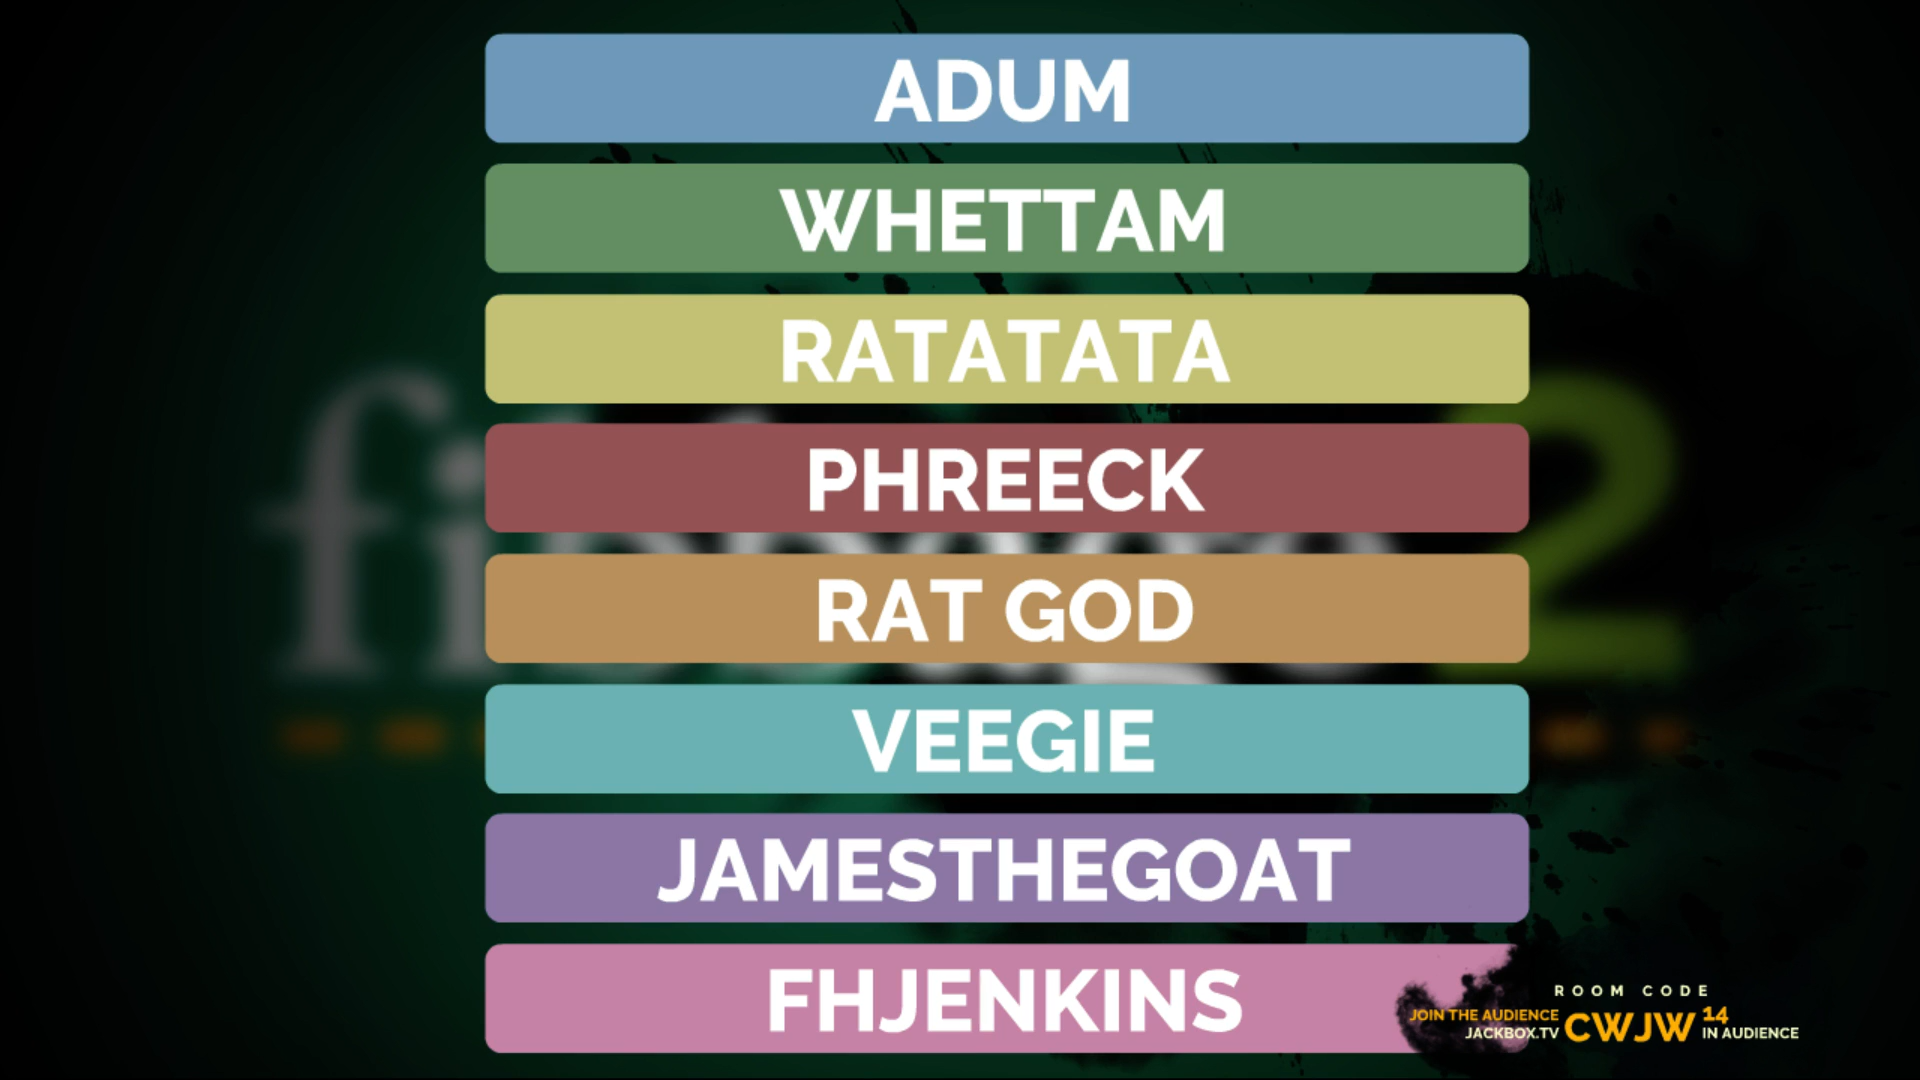 ADUM
WHETTAM
RATATATA
PHREECK
RAT GOD
VEEGIE
JAMESTHEGOAT
FHJENKINS
ROOM CODE
JOIN THE AUDIENCE
JACKBOX.TV
CWJW
14
IN AUDIENCE
2